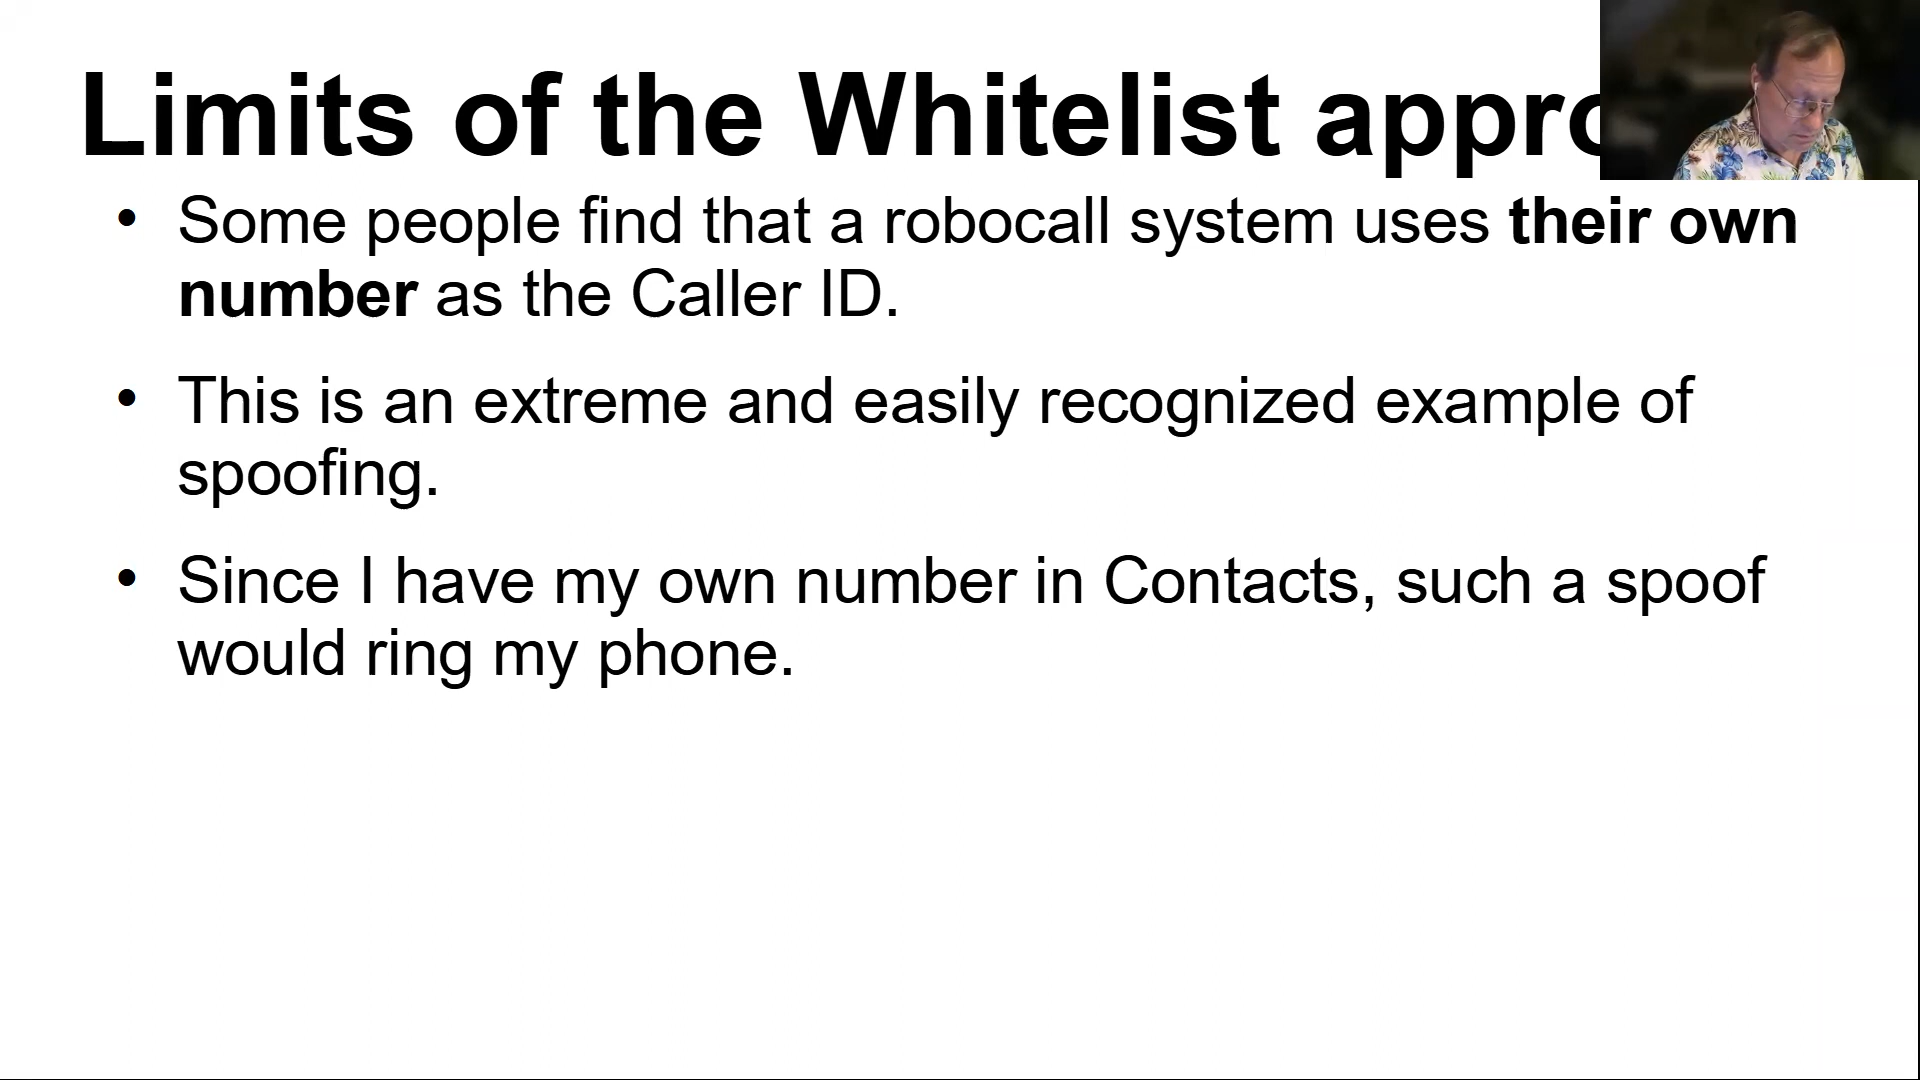 Limits of the Whitelist
• Some people find that a robocall system uses their own
number as the Caller ID.
• This is an extreme and easily recognized example of
spoofing.
• Since I have my own number in Contacts, such a spoof
would ring my phone.